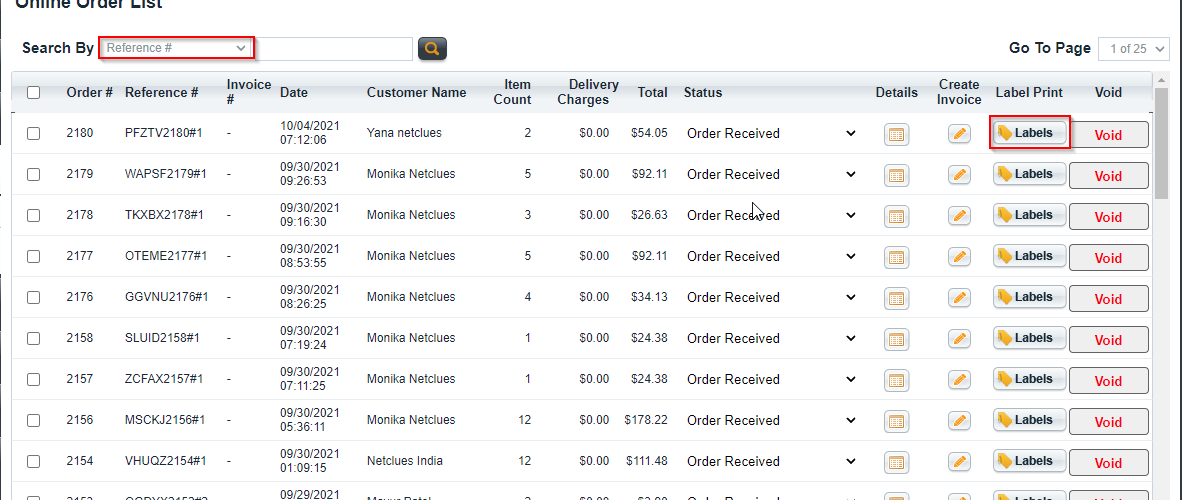 Online Order List
Search By Reference # Go To Page 1 of 25
Order # Reference # Invoice # Date Customer Name Item Count Delivery Charges Total Status Details Create Invoice Label Print Void
2180 PFZTV2180#1 - 10/04/2021 07:12:06 Yana netclues 2 $0.00 $54.05 Order Received Labels Void
2179 WAPSF2179#1 - 09/30/2021 09:26:53 Monika Netclues 5 $0.00 $92.11 Order Received Labels Void
2178 TKXBX2178#1 - 09/30/2021 09:16:30 Monika Netclues 3 $0.00 $26.63 Order Received Labels Void
2177 OTEME2177#1 - 09/30/2021 08:53:55 Monika Netclues 5 $0.00 $92.11 Order Received Labels Void
2176 GGVNU2176#1 - 09/30/2021 08:26:25 Monika Netclues 4 $0.00 $34.13 Order Received Labels Void
2158 SLUID2158#1 - 09/30/2021 07:19:24 Monika Netclues 1 $0.00 $24.38 Order Received Labels Void
2157 ZCFAX2157#1 - 09/30/2021 07:11:25 Monika Netclues 1 $0.00 $24.38 Order Received Labels Void
2156 MSCKJ2156#1 - 09/30/2021 05:36:11 Monika Netclues 12 $0.00 $178.22 Order Received Labels Void
2154 VHUQZ2154#1 - 09/30/2021 01:09:15 Netclues India 12 $0.00 $111.48 Order Received Labels Void
09/29/2021